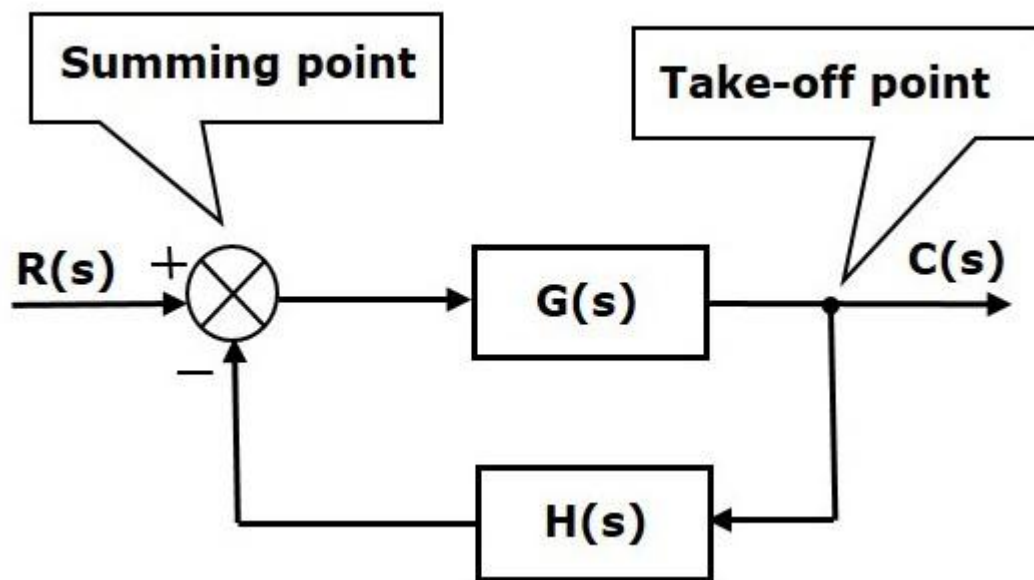 Summing point
Take-off point
R(s)
+
G(s)
C(s)
−
H(s)